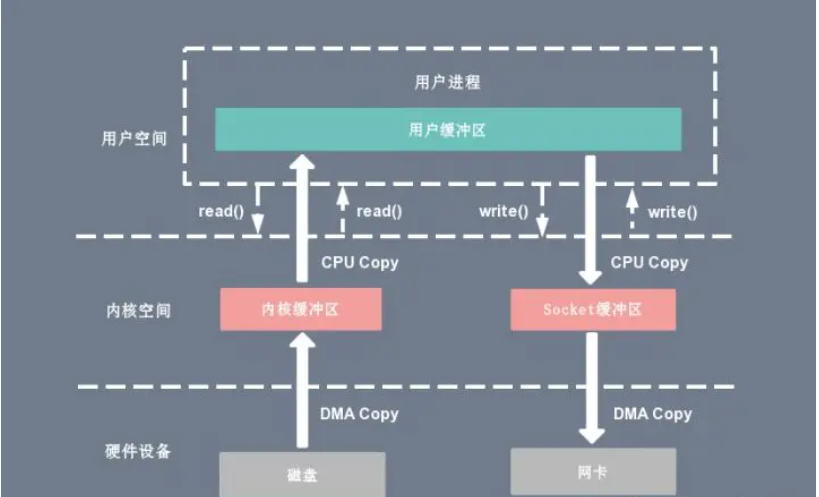 用户进程
用户缓冲区
用户空间
read()
read()
write()
write()
CPU Copy
CPU Copy
内核空间
内核缓冲区
Socket缓冲区
DMA Copy
DMA Copy
硬件设备
磁盘
网卡